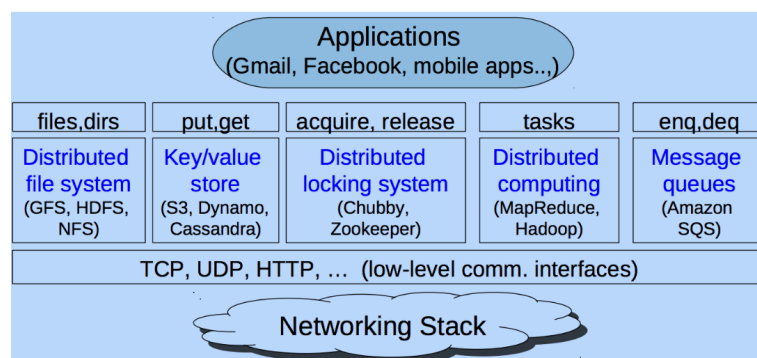 Applications
(Gmail, Facebook, mobile apps..,)
files,dirs
put,get
acquire, release
tasks
enq,deq
Distributed
file system
(GFS, HDFS,
NFS)
Key/value
store
(S3, Dynamo,
Cassandra)
Distributed
locking system
(Chubby,
Zookeeper)
Distributed
computing
(MapReduce,
Hadoop)
Message
queues
(Amazon
SQS)
TCP, UDP, HTTP, … (low-level comm. interfaces)
Networking Stack